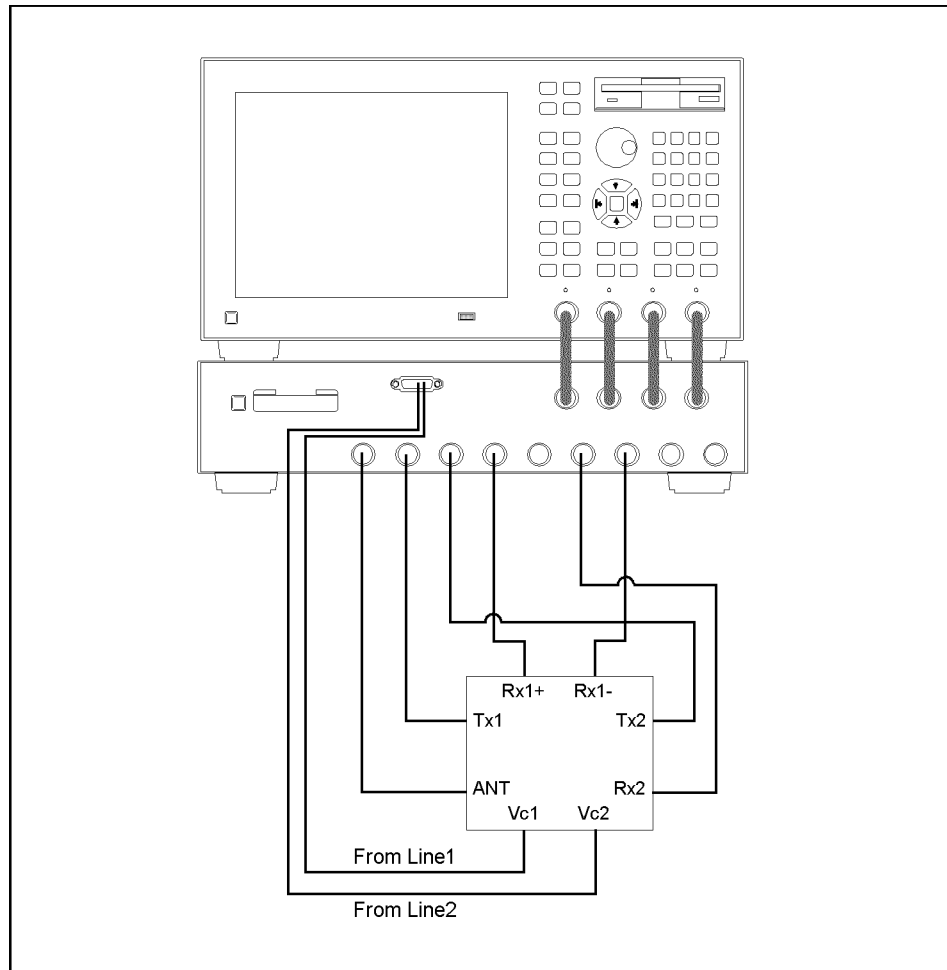 Rx1+ Rx1-
Tx1 Tx2
ANT Rx2
Vc1 Vc2
From Line1
From Line2